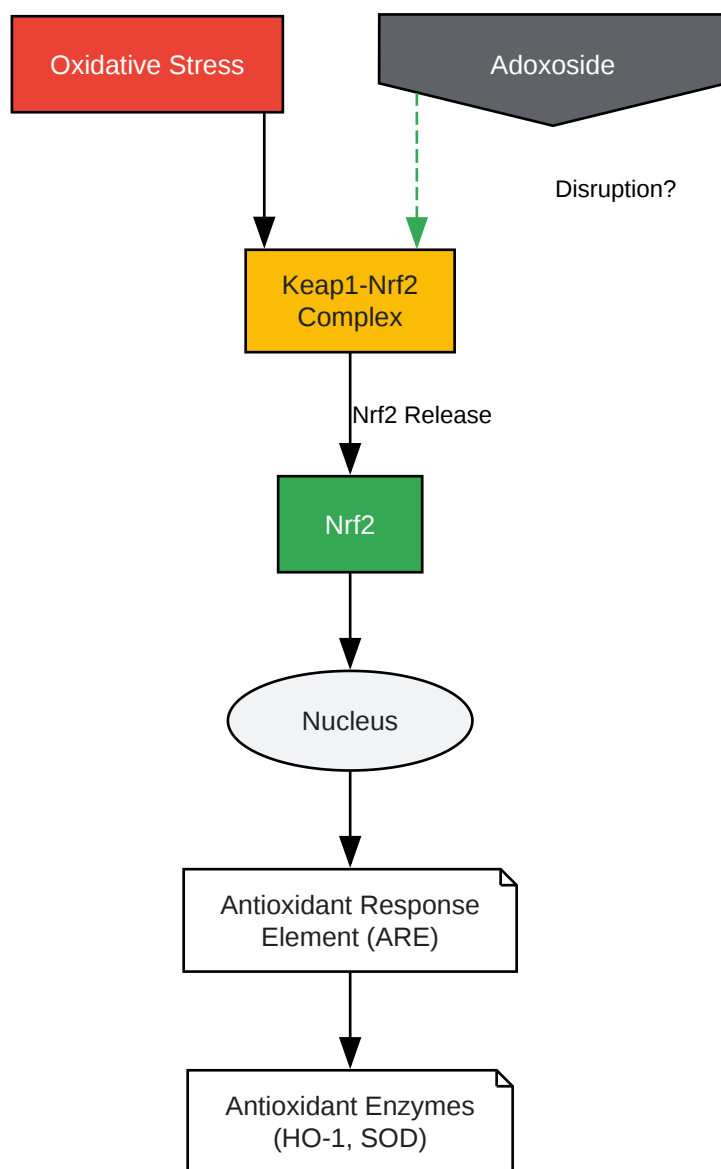 Oxidative Stress
Adoxoside
Disruption?
Keap1-Nrf2
Complex
Nrf2 Release
Nrf2
Nucleus
Antioxidant Response
Element (ARE)
Antioxidant Enzymes
(HO-1, SOD)